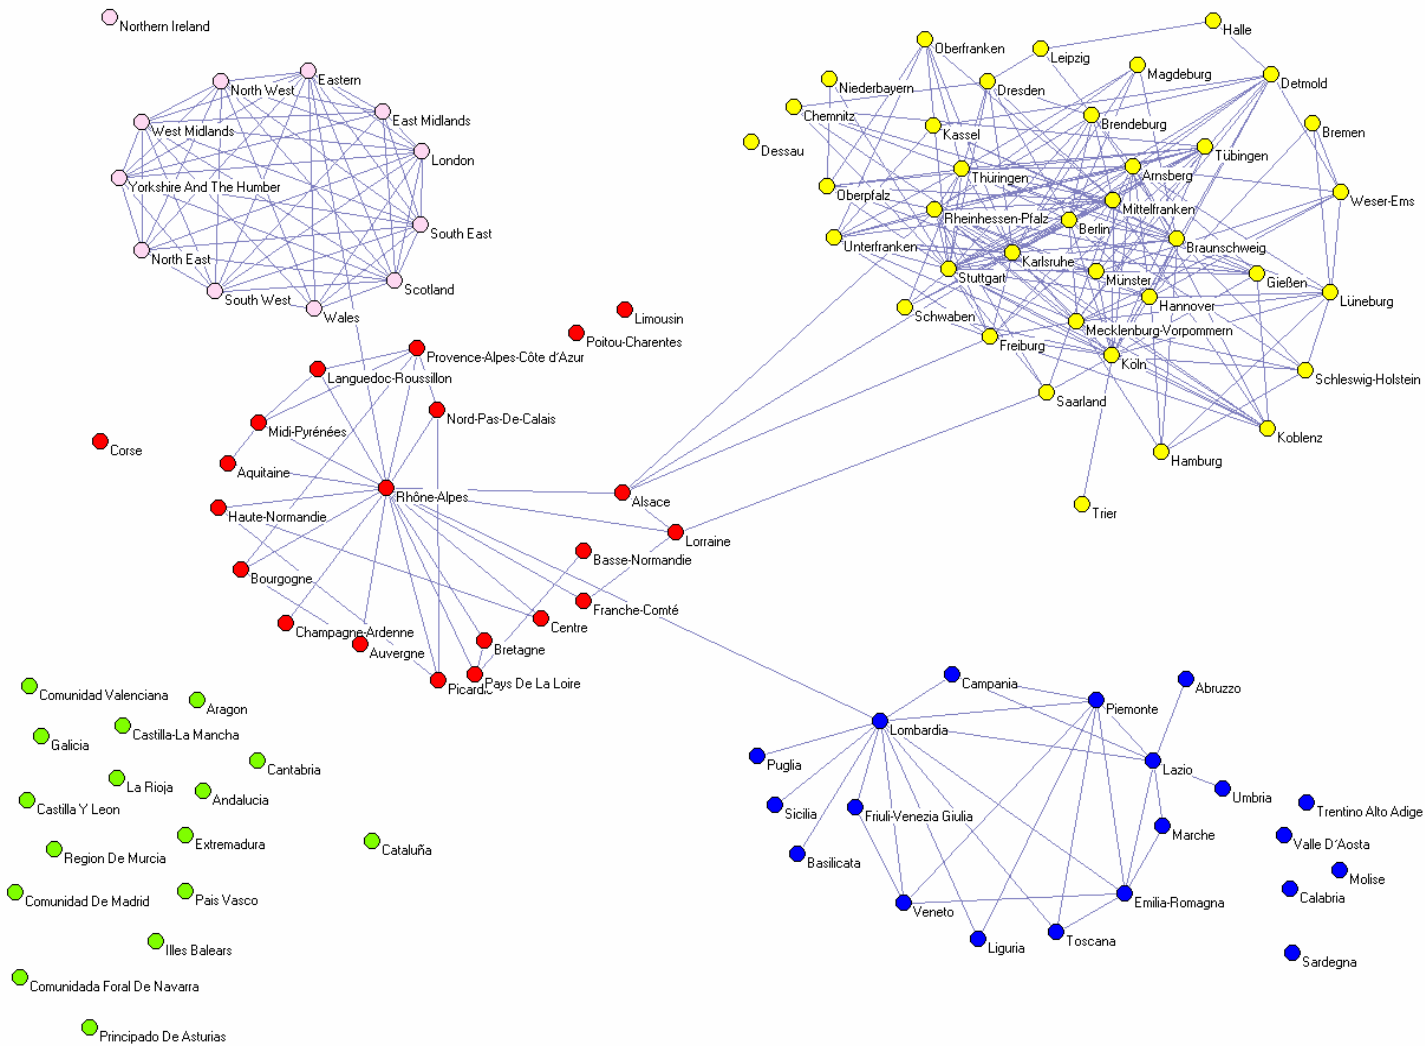 Northern Ireland
Eastern
North West
East Midlands
West Midlands
London
Yorkshire And The Humber
South East
North East
Scotland
South West
Wales
Halle
Oberfranken
Leipzig
Magdeburg
Detmold
Niederbayern
Dresden
Chemnitz
Brendeburg
Bremen
Kassel
Dessau
Tübingen
Thüringen
Arnsberg
Oberpfalz
Weser-Ems
Mittelfranken
Rheinhessen-Pfalz
Berlin
Unterfranken
Braunschweig
Karlsruhe
Stuttgart
Münster
Gießen
Lüneburg
Hannover
Schwaben
Mecklenburg-Vorpommern
Freiburg
Köln
Schleswig-Holstein
Saarland
Koblenz
Hamburg
Trier
Limousin
Poitou-Charentes
Provence-Alpes-Côte d´Azur
Languedoc-Roussillon
Nord-Pas-De-Calais
Midi-Pyrénées
Corse
Aquitaine
Rhône-Alpes
Alsace
Haute-Normandie
Lorraine
Basse-Normandie
Bourgogne
Franche-Comté
Centre
Champagne-Ardenne
Bretagne
Auvergne
Pays De La Loire
Picardie
Comunidad Valenciana
Aragon
Castilla-La Mancha
Galicia
Cantabria
La Rioja
Andalucia
Castilla Y Leon
Extremadura
Region De Murcia
Cataluña
Comunidad De Madrid
Pais Vasco
Illes Balears
Comunidada Foral De Navarra
Principado De Asturias
Campania
Abruzzo
Piemonte
Lombardia
Puglia
Lazio
Umbria
Trentino Alto Adige
Sicilia
Friuli-Venezia Giulia
Marche
Valle D´Aosta
Basilicata
Molise
Calabria
Veneto
Emilia-Romagna
Toscana
Liguria
Sardegna